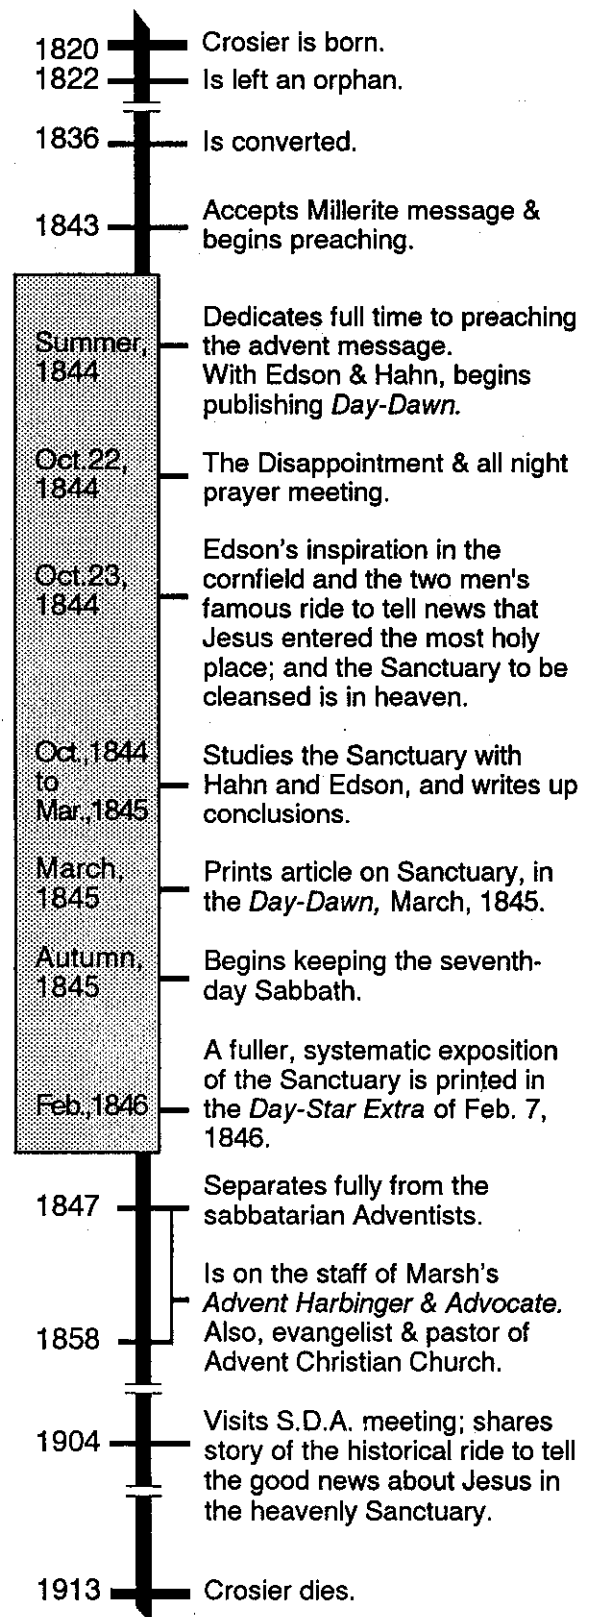 1820
Crosier is born.
1822
Is left an orphan.
1836
Is converted.
1843
Accepts Millerite message &
begins preaching.
Summer,
1844
Dedicates full time to preaching
the advent message.
With Edson & Hahn, begins
publishing Day-Dawn.
Oct.22,
1844
The Disappointment & all night
prayer meeting.
Oct.23,
1844
Edson's inspiration in the
cornfield and the two men's
famous ride to tell news that
Jesus entered the most holy
place; and the Sanctuary to be
cleansed is in heaven.
Oct.,1844
to
Mar.,1845
Studies the Sanctuary with
Hahn and Edson, and writes up
conclusions.
March,
1845
Prints article on Sanctuary, in
the Day-Dawn, March, 1845.
Autumn,
1845
Begins keeping the seventh-
day Sabbath.
Feb.,1846
A fuller, systematic exposition
of the Sanctuary is printed in
the Day-Star Extra of Feb. 7,
1846.
1847
Separates fully from the
sabbatarian Adventists.
Is on the staff of Marsh's
Advent Harbinger & Advocate.
Also, evangelist & pastor of
Advent Christian Church.
1858
1904
Visits S.D.A. meeting; shares
story of the historical ride to tell
the good news about Jesus in
the heavenly Sanctuary.
1913
Crosier dies.